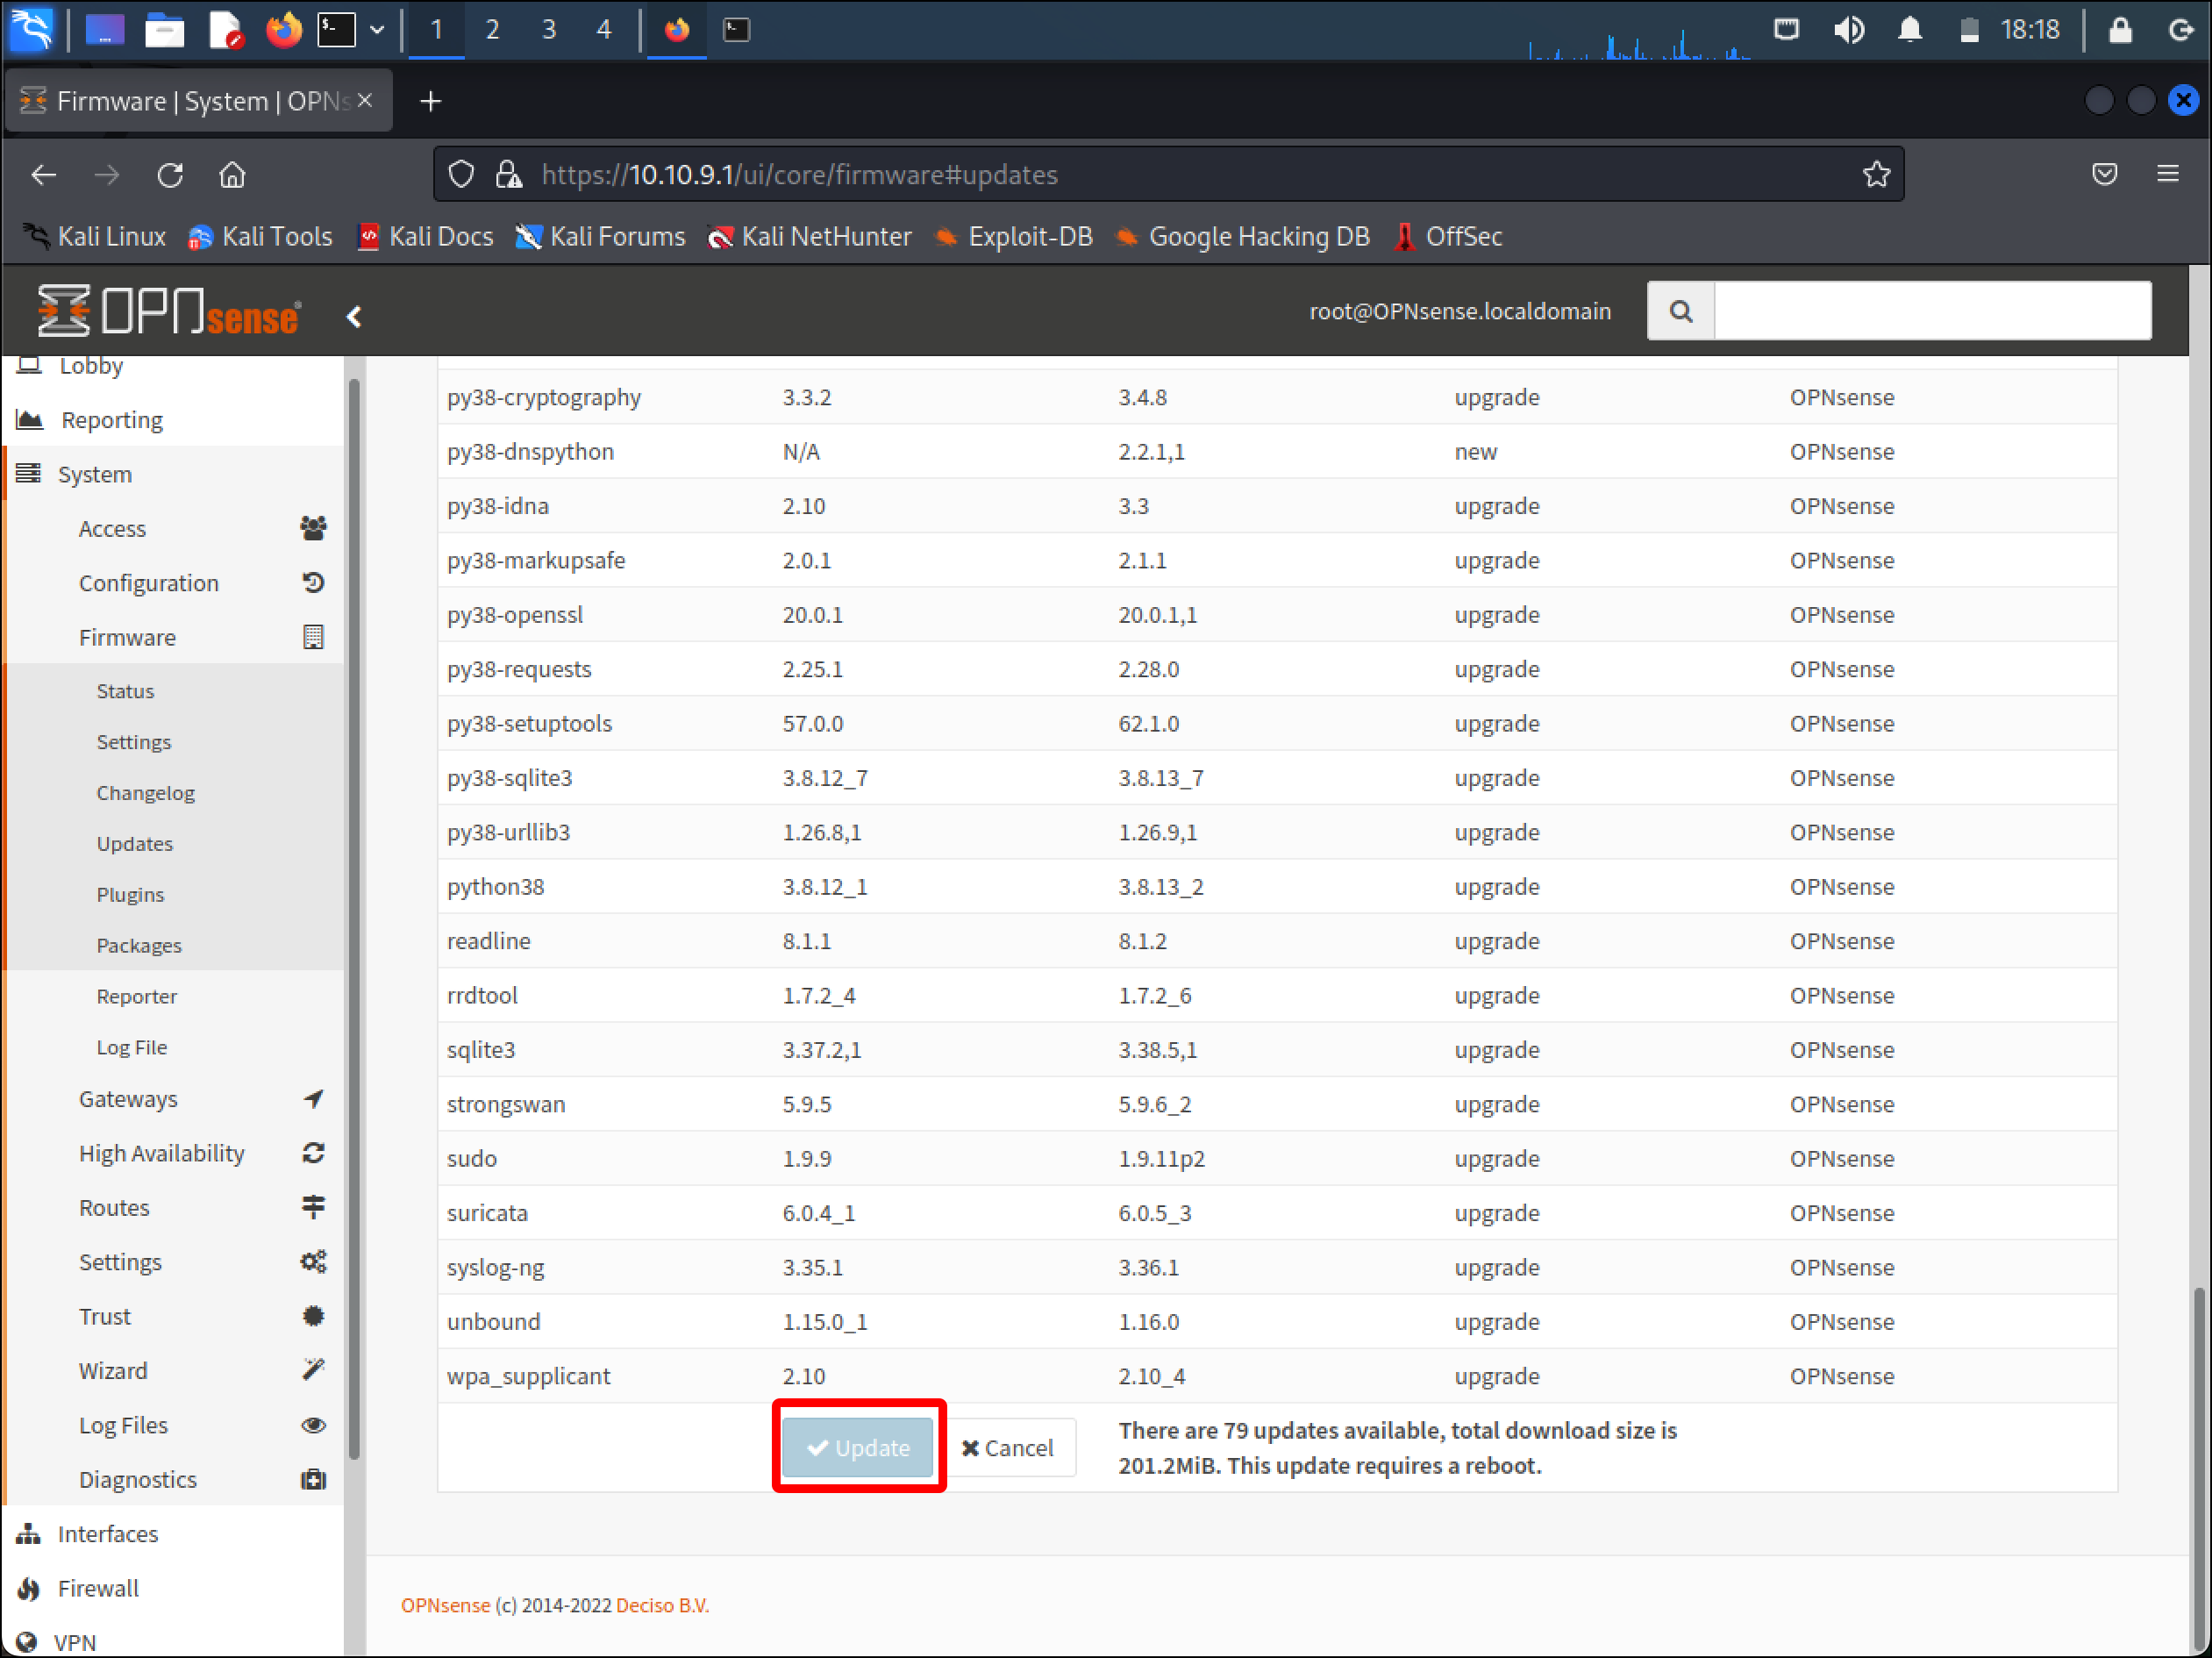 1 2 3 4 18:18
Firmware | System | OPNs
https://10.10.9.1/ui/core/firmware#updates
Kali Linux Kali Tools Kali Docs Kali Forums Kali NetHunter Exploit-DB Google Hacking DB OffSec
OPNsense root@OPNsense.localdomain
Lobby
Reporting
System
Access
Configuration
Firmware
Status
Settings
Changelog
Updates
Plugins
Packages
Reporter
Log File
Gateways
High Availability
Routes
Settings
Trust
Wizard
Log Files
Diagnostics
Interfaces
Firewall
VPN
py38-cryptography 3.3.2 3.4.8 upgrade OPNsense
py38-dnspython N/A 2.2.1,1 new OPNsense
py38-idna 2.10 3.3 upgrade OPNsense
py38-markupsafe 2.0.1 2.1.1 upgrade OPNsense
py38-openssl 20.0.1 20.0.1,1 upgrade OPNsense
py38-requests 2.25.1 2.28.0 upgrade OPNsense
py38-setuptools 57.0.0 62.1.0 upgrade OPNsense
py38-sqlite3 3.8.12_7 3.8.13_7 upgrade OPNsense
py38-urllib3 1.26.8,1 1.26.9,1 upgrade OPNsense
python38 3.8.12_1 3.8.13_2 upgrade OPNsense
readline 8.1.1 8.1.2 upgrade OPNsense
rrdtool 1.7.2_4 1.7.2_6 upgrade OPNsense
sqlite3 3.37.2,1 3.38.5,1 upgrade OPNsense
strongswan 5.9.5 5.9.6_2 upgrade OPNsense
sudo 1.9.9 1.9.11p2 upgrade OPNsense
suricata 6.0.4_1 6.0.5_3 upgrade OPNsense
syslog-ng 3.35.1 3.36.1 upgrade OPNsense
unbound 1.15.0_1 1.16.0 upgrade OPNsense
wpa_supplicant 2.10 2.10_4 upgrade OPNsense
Update Cancel
There are 79 updates available, total download size is
201.2MiB. This update requires a reboot.
OPNsense (c) 2014-2022 Deciso B.V.